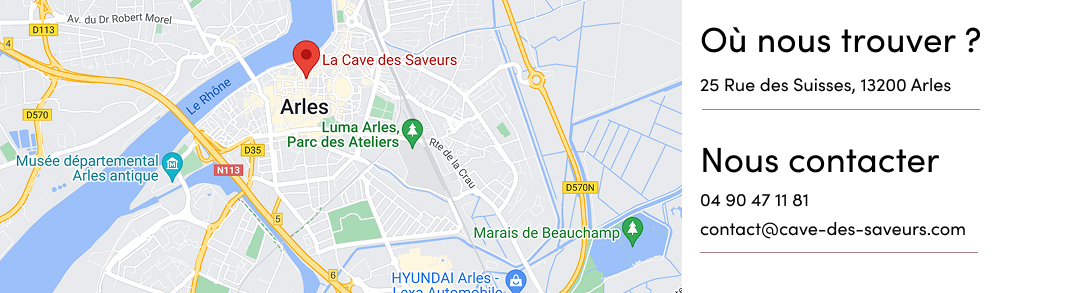 Av. du Dr Robert Morel
D113
4
La Cave des Saveurs
Le Rhône
Arles
D570
Luma Arles,
Parc des Ateliers
D35
Rte de la Crau
Musée départemental
Arles antique
N113
D570N
5
Marais de Beauchamp
6
HYUNDAI Arles -
Lexa Automobile
Où nous trouver ?
25 Rue des Suisses, 13200 Arles
Nous contacter
04 90 47 11 81
contact@cave-des-saveurs.com